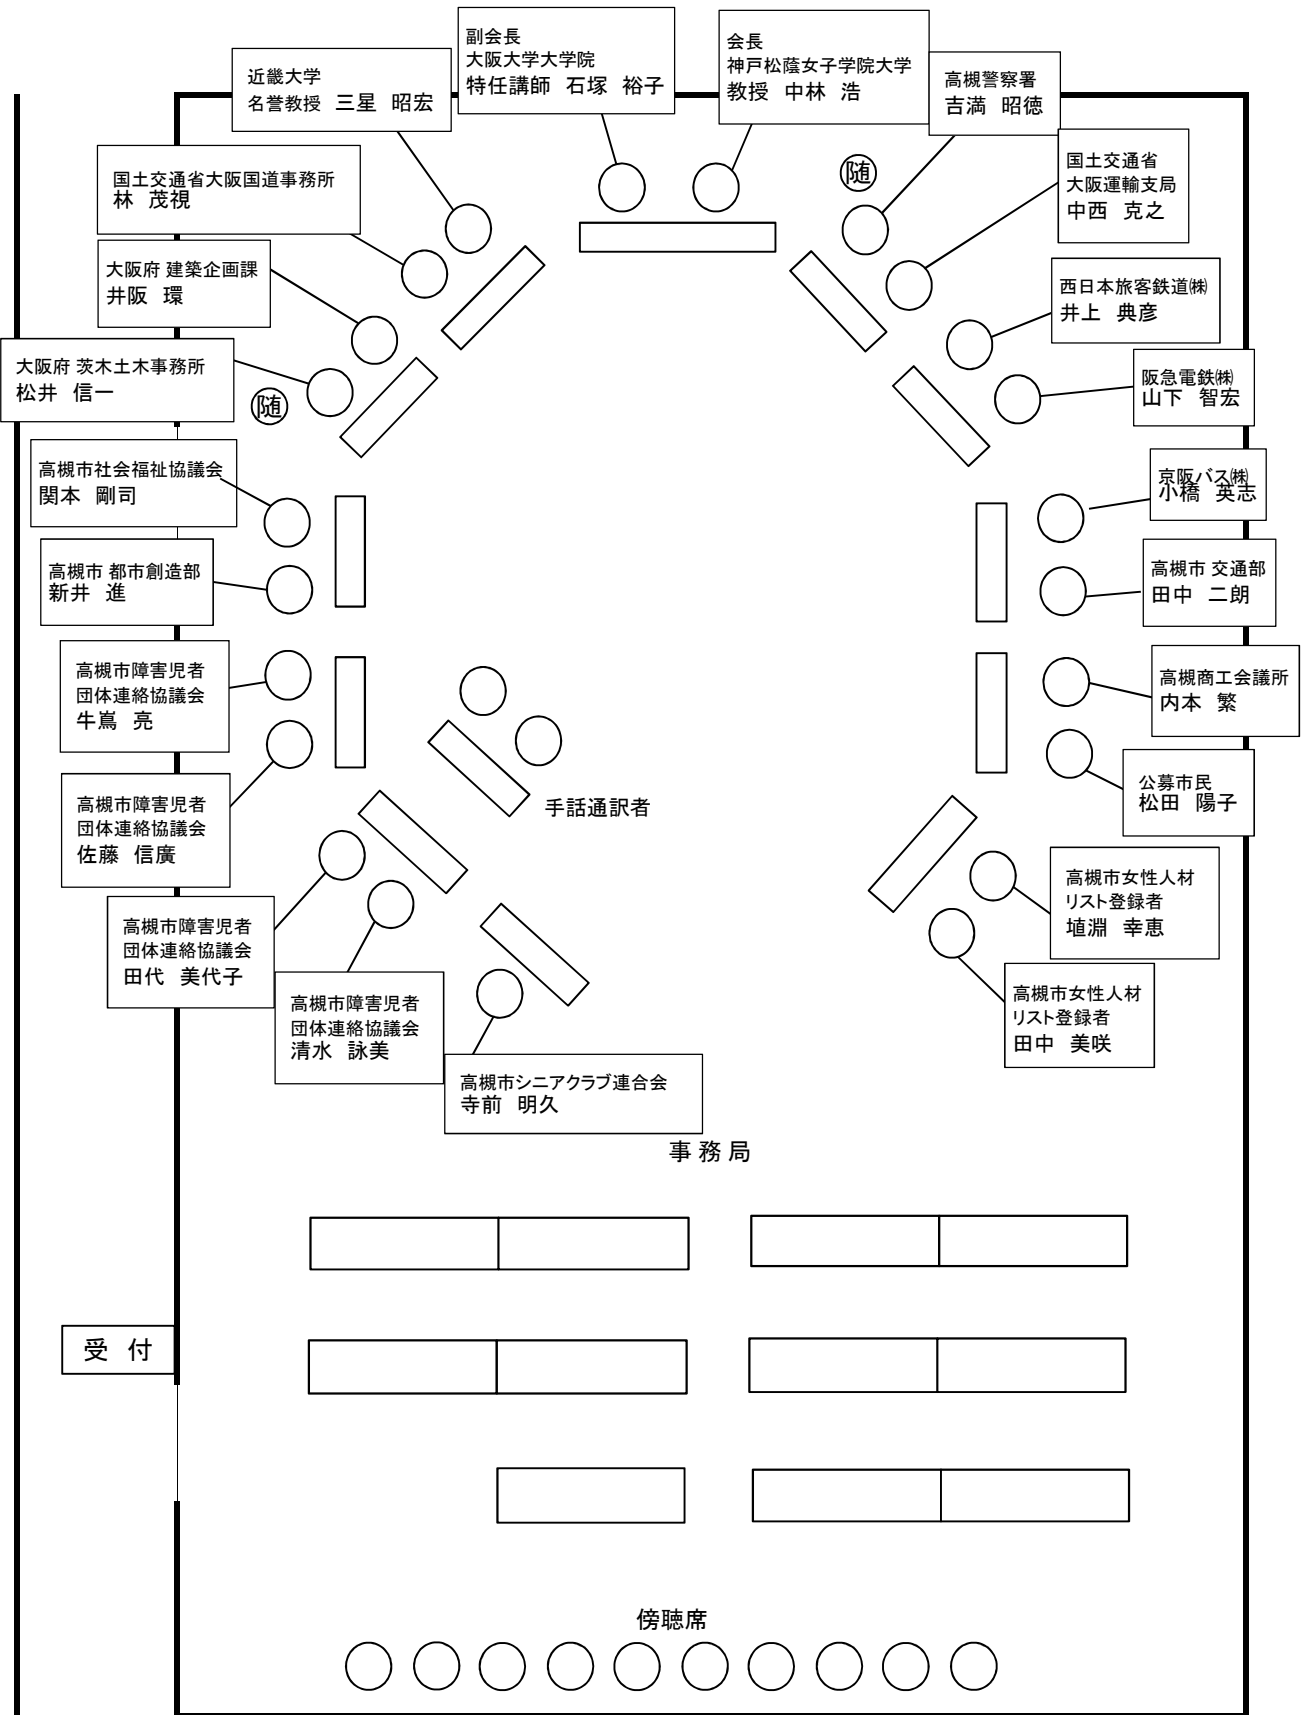 副会長
大阪大学大学院
特任講師 石塚 裕子
会長
神戸松蔭女子学院大学
教授 中林 浩
近畿大学
名誉教授 三星 昭宏
高槻警察署
吉満 昭徳
随
国土交通省大阪国道事務所
林 茂視
国土交通省
大阪運輸支局
中西 克之
大阪府 建築企画課
井阪 環
西日本旅客鉄道㈱
井上 典彦
大阪府 茨木土木事務所
松井 信一
随
阪急電鉄㈱
山下 智宏
高槻市社会福祉協議会
関本 剛司
京阪バス㈱
小橋 英志
高槻市 都市創造部
新井 進
高槻市 交通部
田中 二朗
高槻市障害児者
団体連絡協議会
牛嶌 亮
高槻商工会議所
内本 繁
高槻市障害児者
団体連絡協議会
佐藤 信廣
手話通訳者
公募市民
松田 陽子
高槻市障害児者
団体連絡協議会
田代 美代子
高槻市女性人材
リスト登録者
埴淵 幸恵
高槻市障害児者
団体連絡協議会
清水 詠美
高槻市女性人材
リスト登録者
田中 美咲
高槻市シニアクラブ連合会
寺前 明久
事務局
受 付
傍聴席